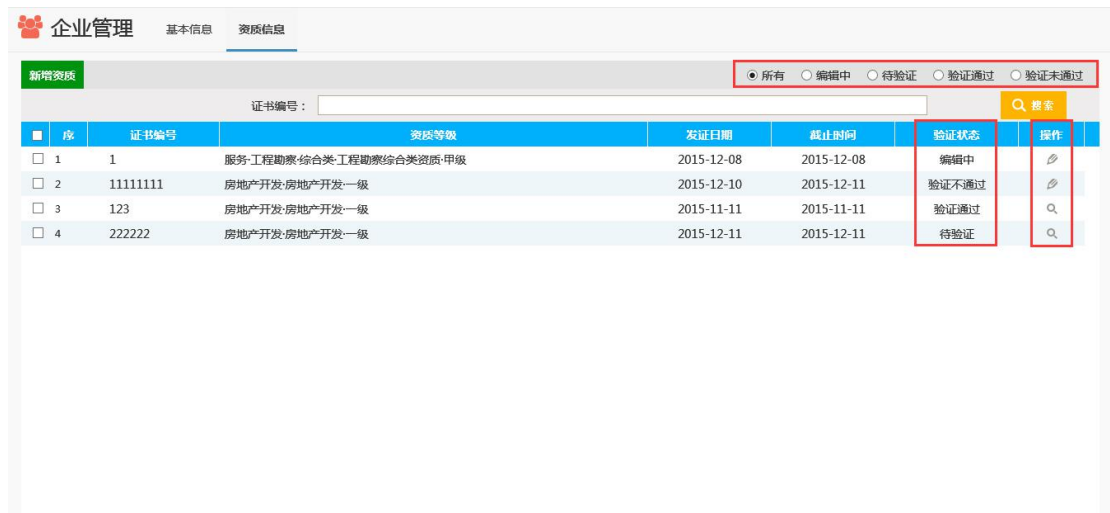 企业管理 基本信息 资质信息
新增资质 所有 编辑中 待验证 验证通过 验证未通过
证书编号： 搜索
序 证书编号 资质等级 发证日期 截止时间 验证状态 操作
1 1 服务·工程勘察·综合类·工程勘察综合类资质·甲级 2015-12-08 2015-12-08 编辑中
2 11111111 房地产开发·房地产开发·一级 2015-12-10 2015-12-11 验证不通过
3 123 房地产开发·房地产开发·一级 2015-11-11 2015-11-11 验证通过
4 222222 房地产开发·房地产开发·一级 2015-12-11 2015-12-11 待验证